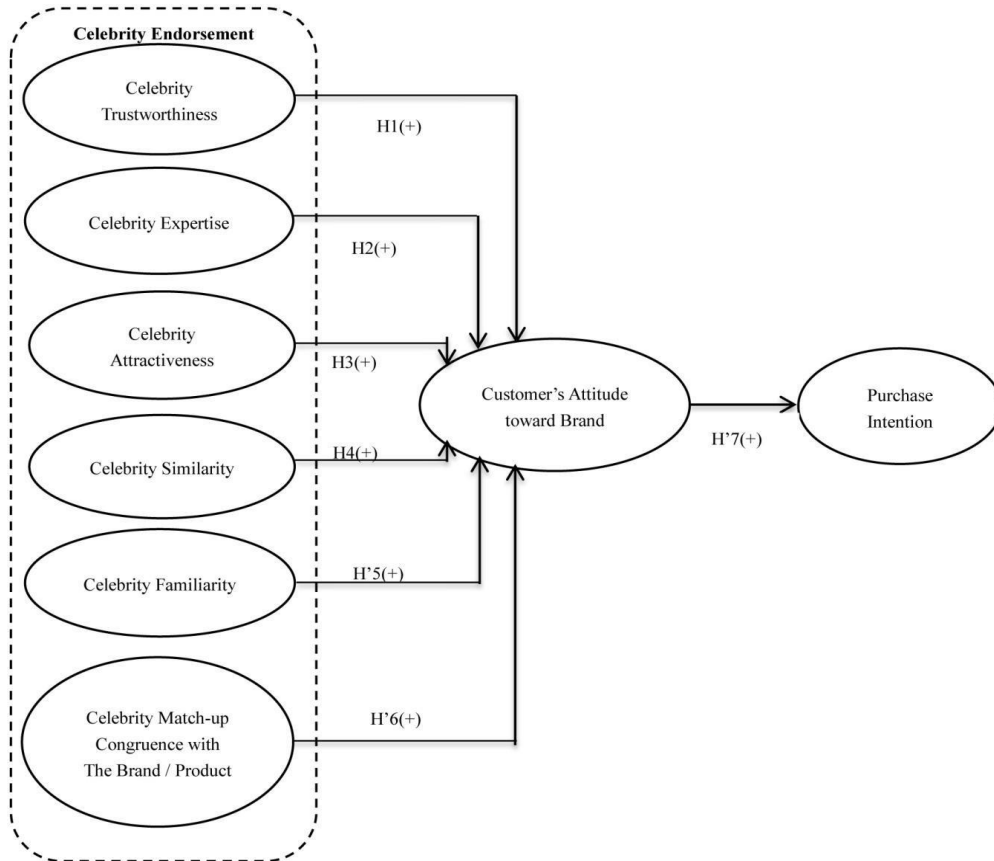 Celebrity Endorsement
Celebrity
Trustworthiness
H1(+)
Celebrity Expertise
H2(+)
Celebrity
Attractiveness
H3(+)
Customer’s Attitude
toward Brand
Purchase
Intention
H’7(+)
Celebrity Similarity
H4(+)
Celebrity Familiarity
H’5(+)
Celebrity Match-up
Congruence with
The Brand / Product
H’6(+)